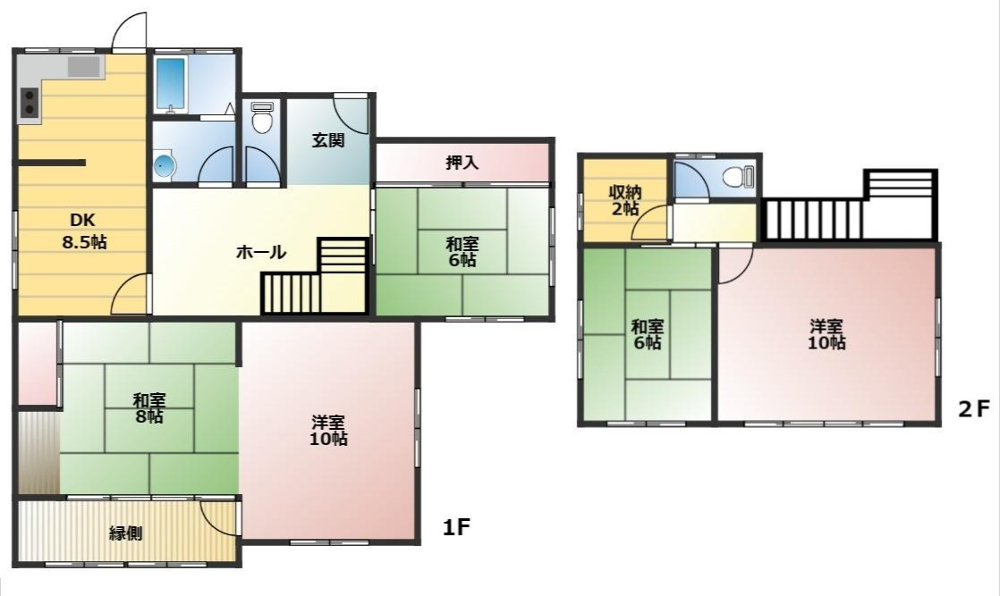 玄関
押入
DK
8.5帖
ホール
和室
6帖
和室
8帖
洋室
10帖
縁側
1F
収納
2帖
和室
6帖
洋室
10帖
2F